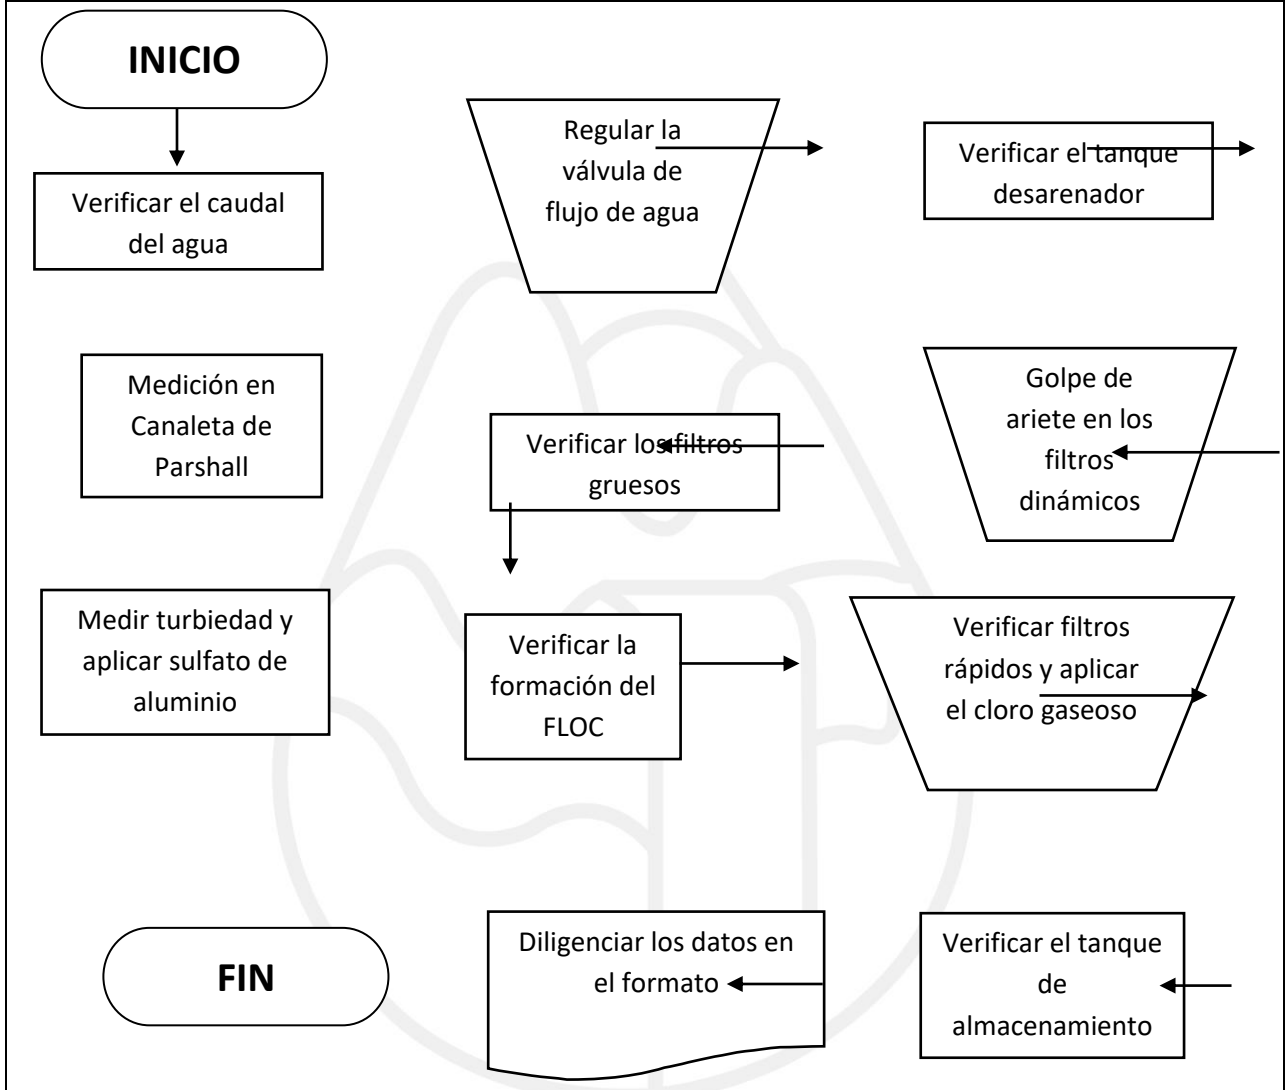 INICIO
Regular la
válvula de
flujo de agua
Verificar el tanque
desarenador
Verificar el caudal
del agua
Medición en
Canaleta de
Parshall
Verificar los filtros
gruesos
Golpe de
ariete en los
filtros
dinámicos
Medir turbiedad y
aplicar sulfato de
aluminio
Verificar la
formación del
FLOC
Verificar filtros
rápidos y aplicar
el cloro gaseoso
FIN
Diligenciar los datos en
el formato
Verificar el tanque
de
almacenamiento